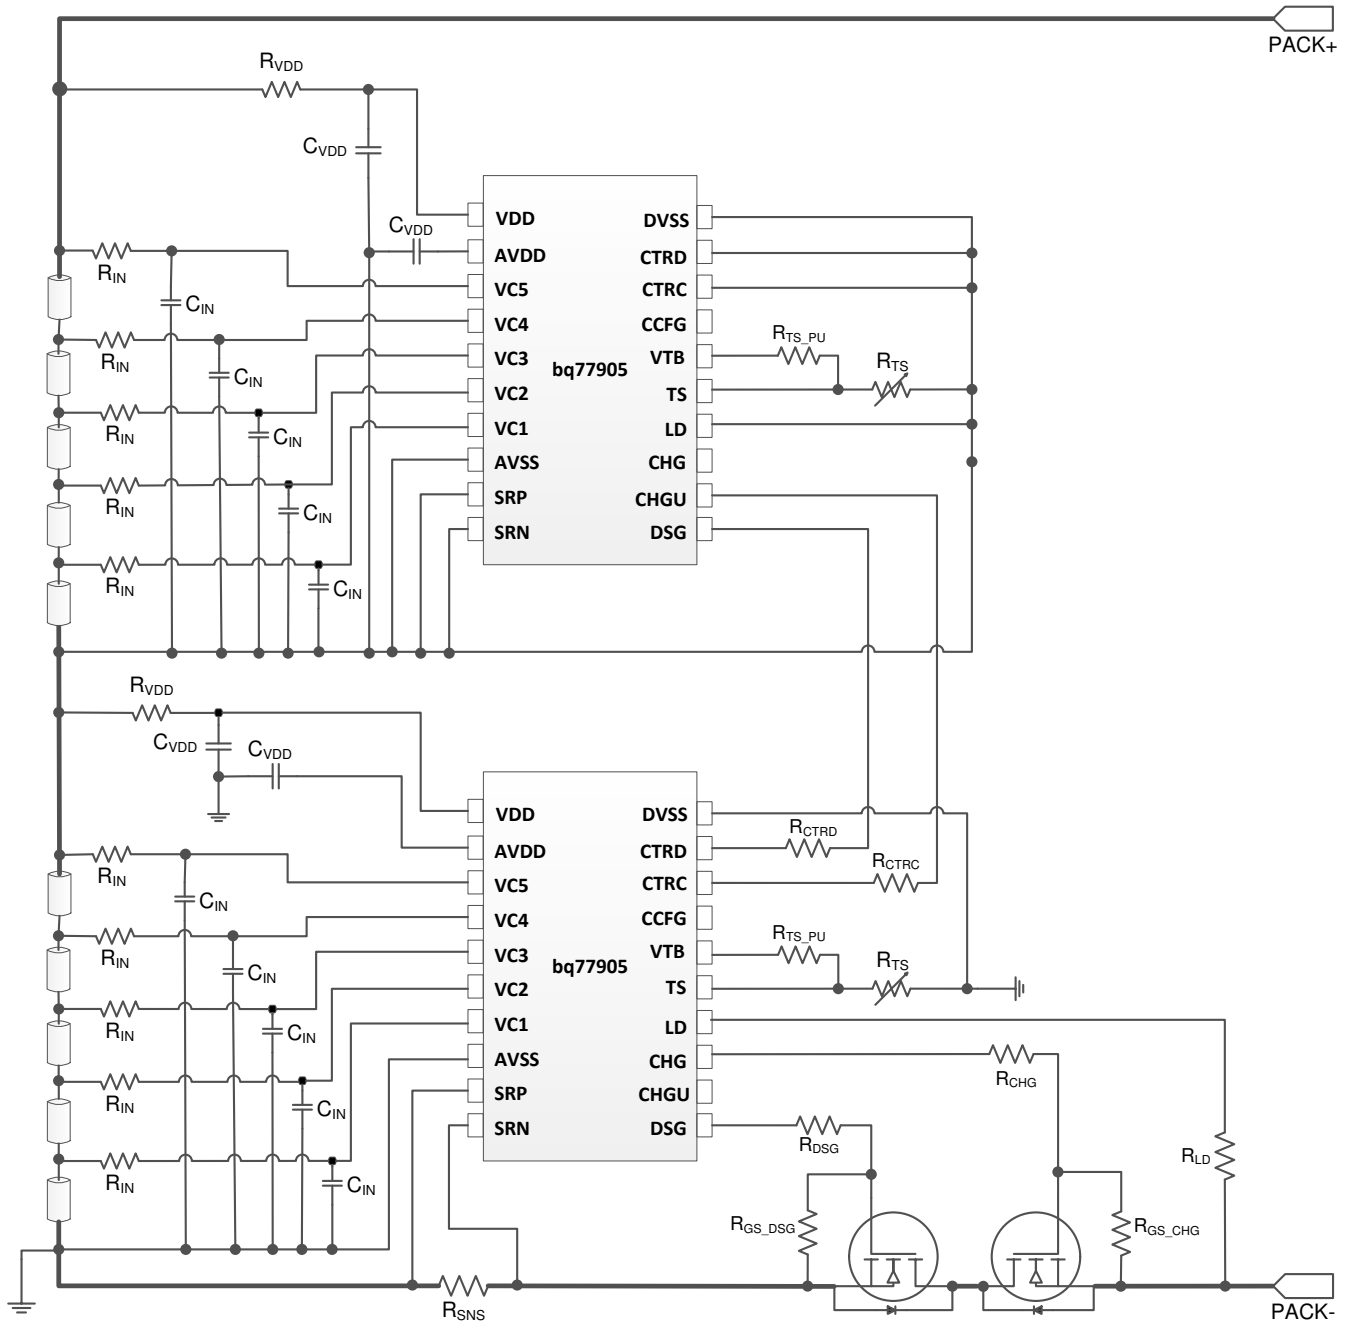 PACK+
RVDD
CVDD
CVDD
RIN
CIN
RIN
CIN
RIN
CIN
RIN
CIN
RIN
CIN
VDD
AVDD
VC5
VC4
VC3
VC2
VC1
AVSS
SRP
SRN
bq77905
DVSS
CTRD
CTRC
CCFG
VTB
TS
LD
CHG
CHGU
DSG
RTS_PU
RTS
RVDD
CVDD
CVDD
RIN
CIN
RIN
CIN
RIN
CIN
RIN
CIN
RIN
CIN
VDD
AVDD
VC5
VC4
VC3
VC2
VC1
AVSS
SRP
SRN
bq77905
DVSS
CTRD
CTRC
CCFG
VTB
TS
LD
CHG
CHGU
DSG
RCTRD
RCTRC
RTS_PU
RTS
RCHG
RDSG
RLD
RGS_DSG
RGS_CHG
RSNS
PACK-